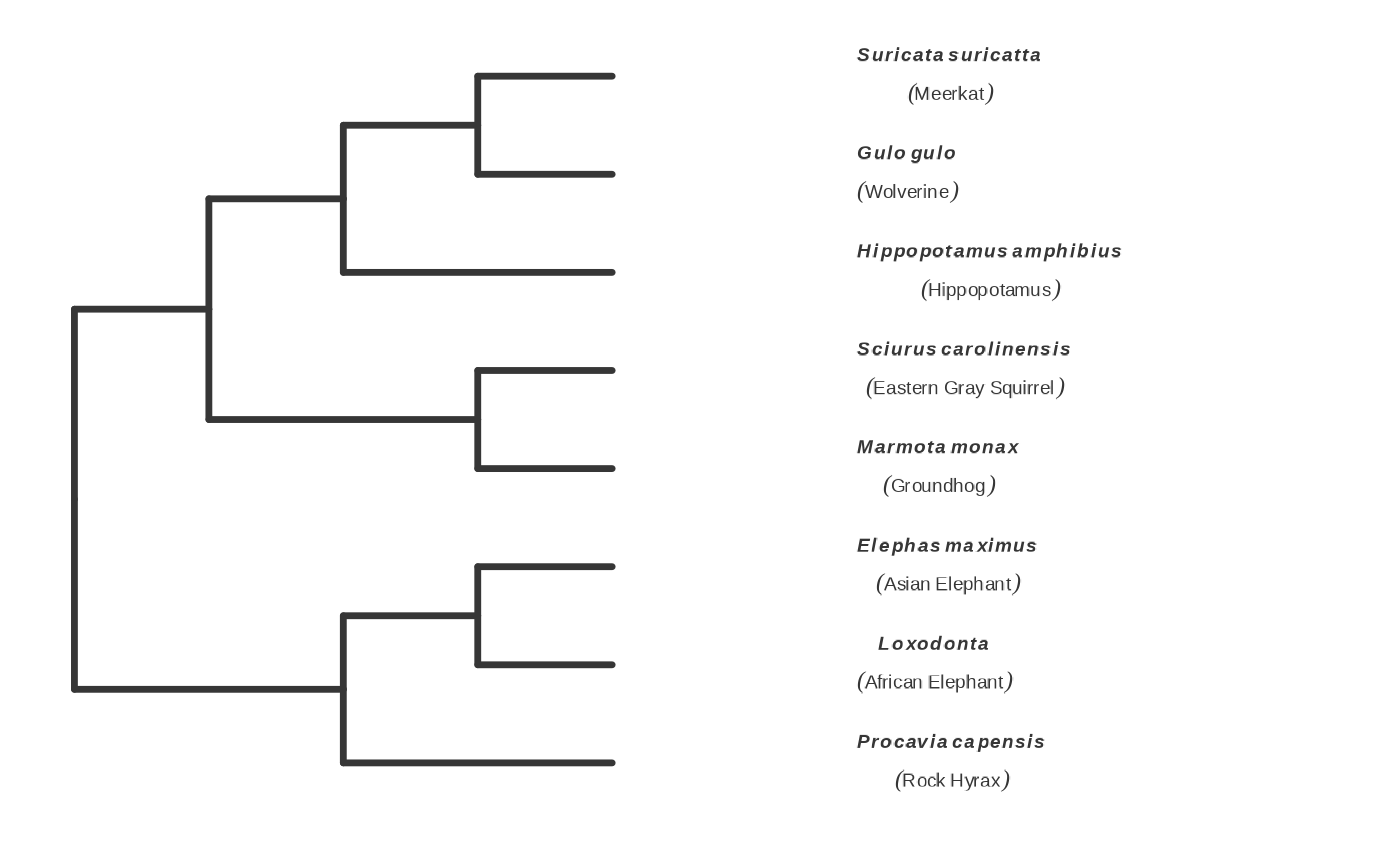 Suricata suricatta
(Meerkat)
Gulo gulo
(Wolverine)
Hippopotamus amphibius
(Hippopotamus)
Sciurus carolinensis
(Eastern Gray Squirrel)
Marmota monax
(Groundhog)
Elephas maximus
(Asian Elephant)
Loxodonta
(African Elephant)
Procavia capensis
(Rock Hyrax)